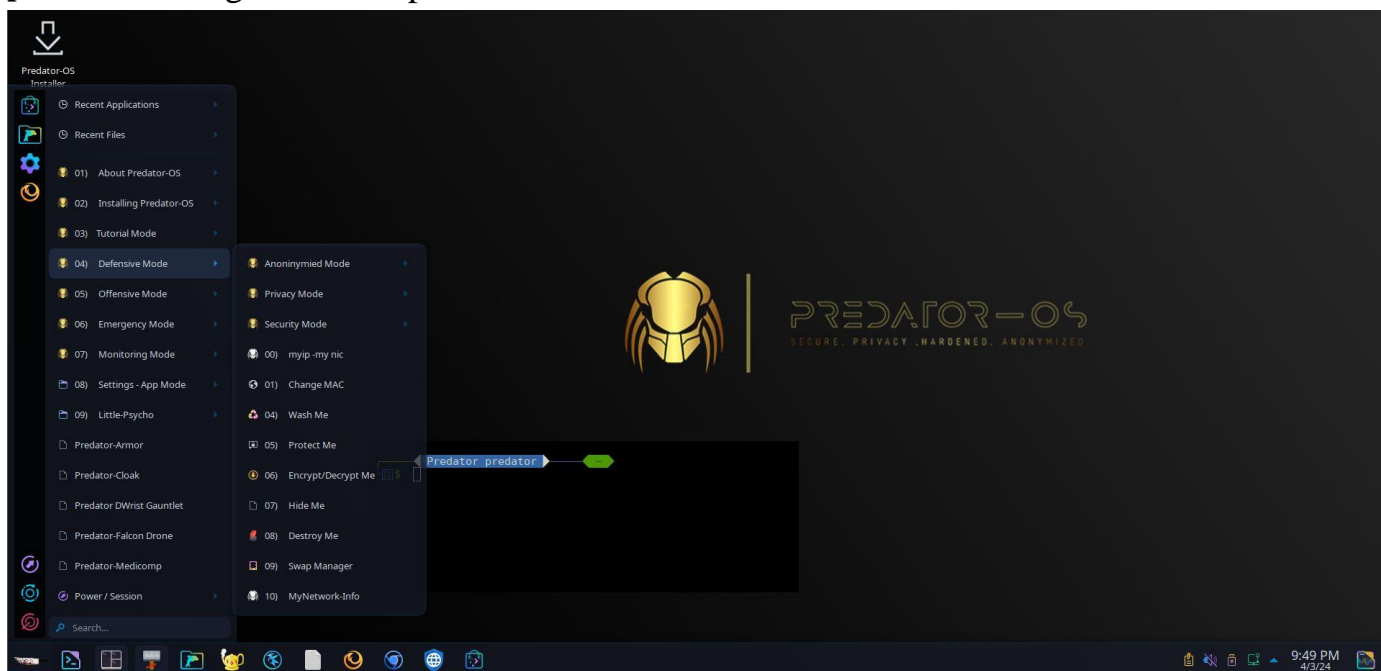 Predator-OS
Installer
Recent Applications
Recent Files
01) About Predator-OS
02) Installing Predator-OS
03) Tutorial Mode
04) Defensive Mode
05) Offensive Mode
06) Emergency Mode
07) Monitoring Mode
08) Settings - App Mode
09) Little-Psycho
Predator-Armor
Predator-Cloak
Predator DWrist Gauntlet
Predator-Falcon Drone
Predator-Medicomp
Power / Session
Search...
Anoninymied Mode
Privacy Mode
Security Mode
00) myip -my nic
01) Change MAC
04) Wash Me
05) Protect Me
06) Encrypt/Decrypt Me
07) Hide Me
08) Destroy Me
09) Swap Manager
10) MyNetwork-Info
Predator predator
~
$
PREDATOR-OS
SECURE. PRIVACY .HARDENED. ANONYMIZED
9:49 PM
4/3/24